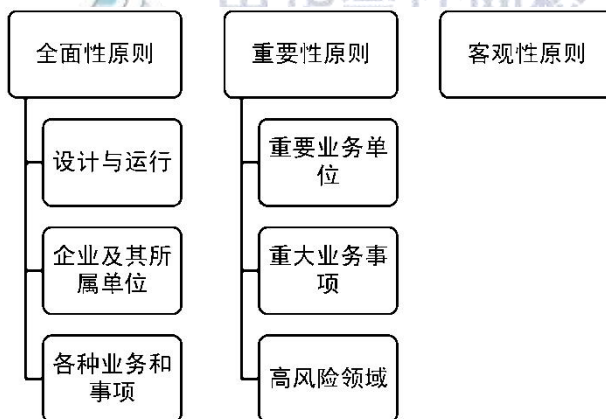 全面性原则
设计与运行
企业及其所
属单位
各种业务和
事项
重要性原则
重要业务单
位
重大业务事
项
高风险领域
客观性原则